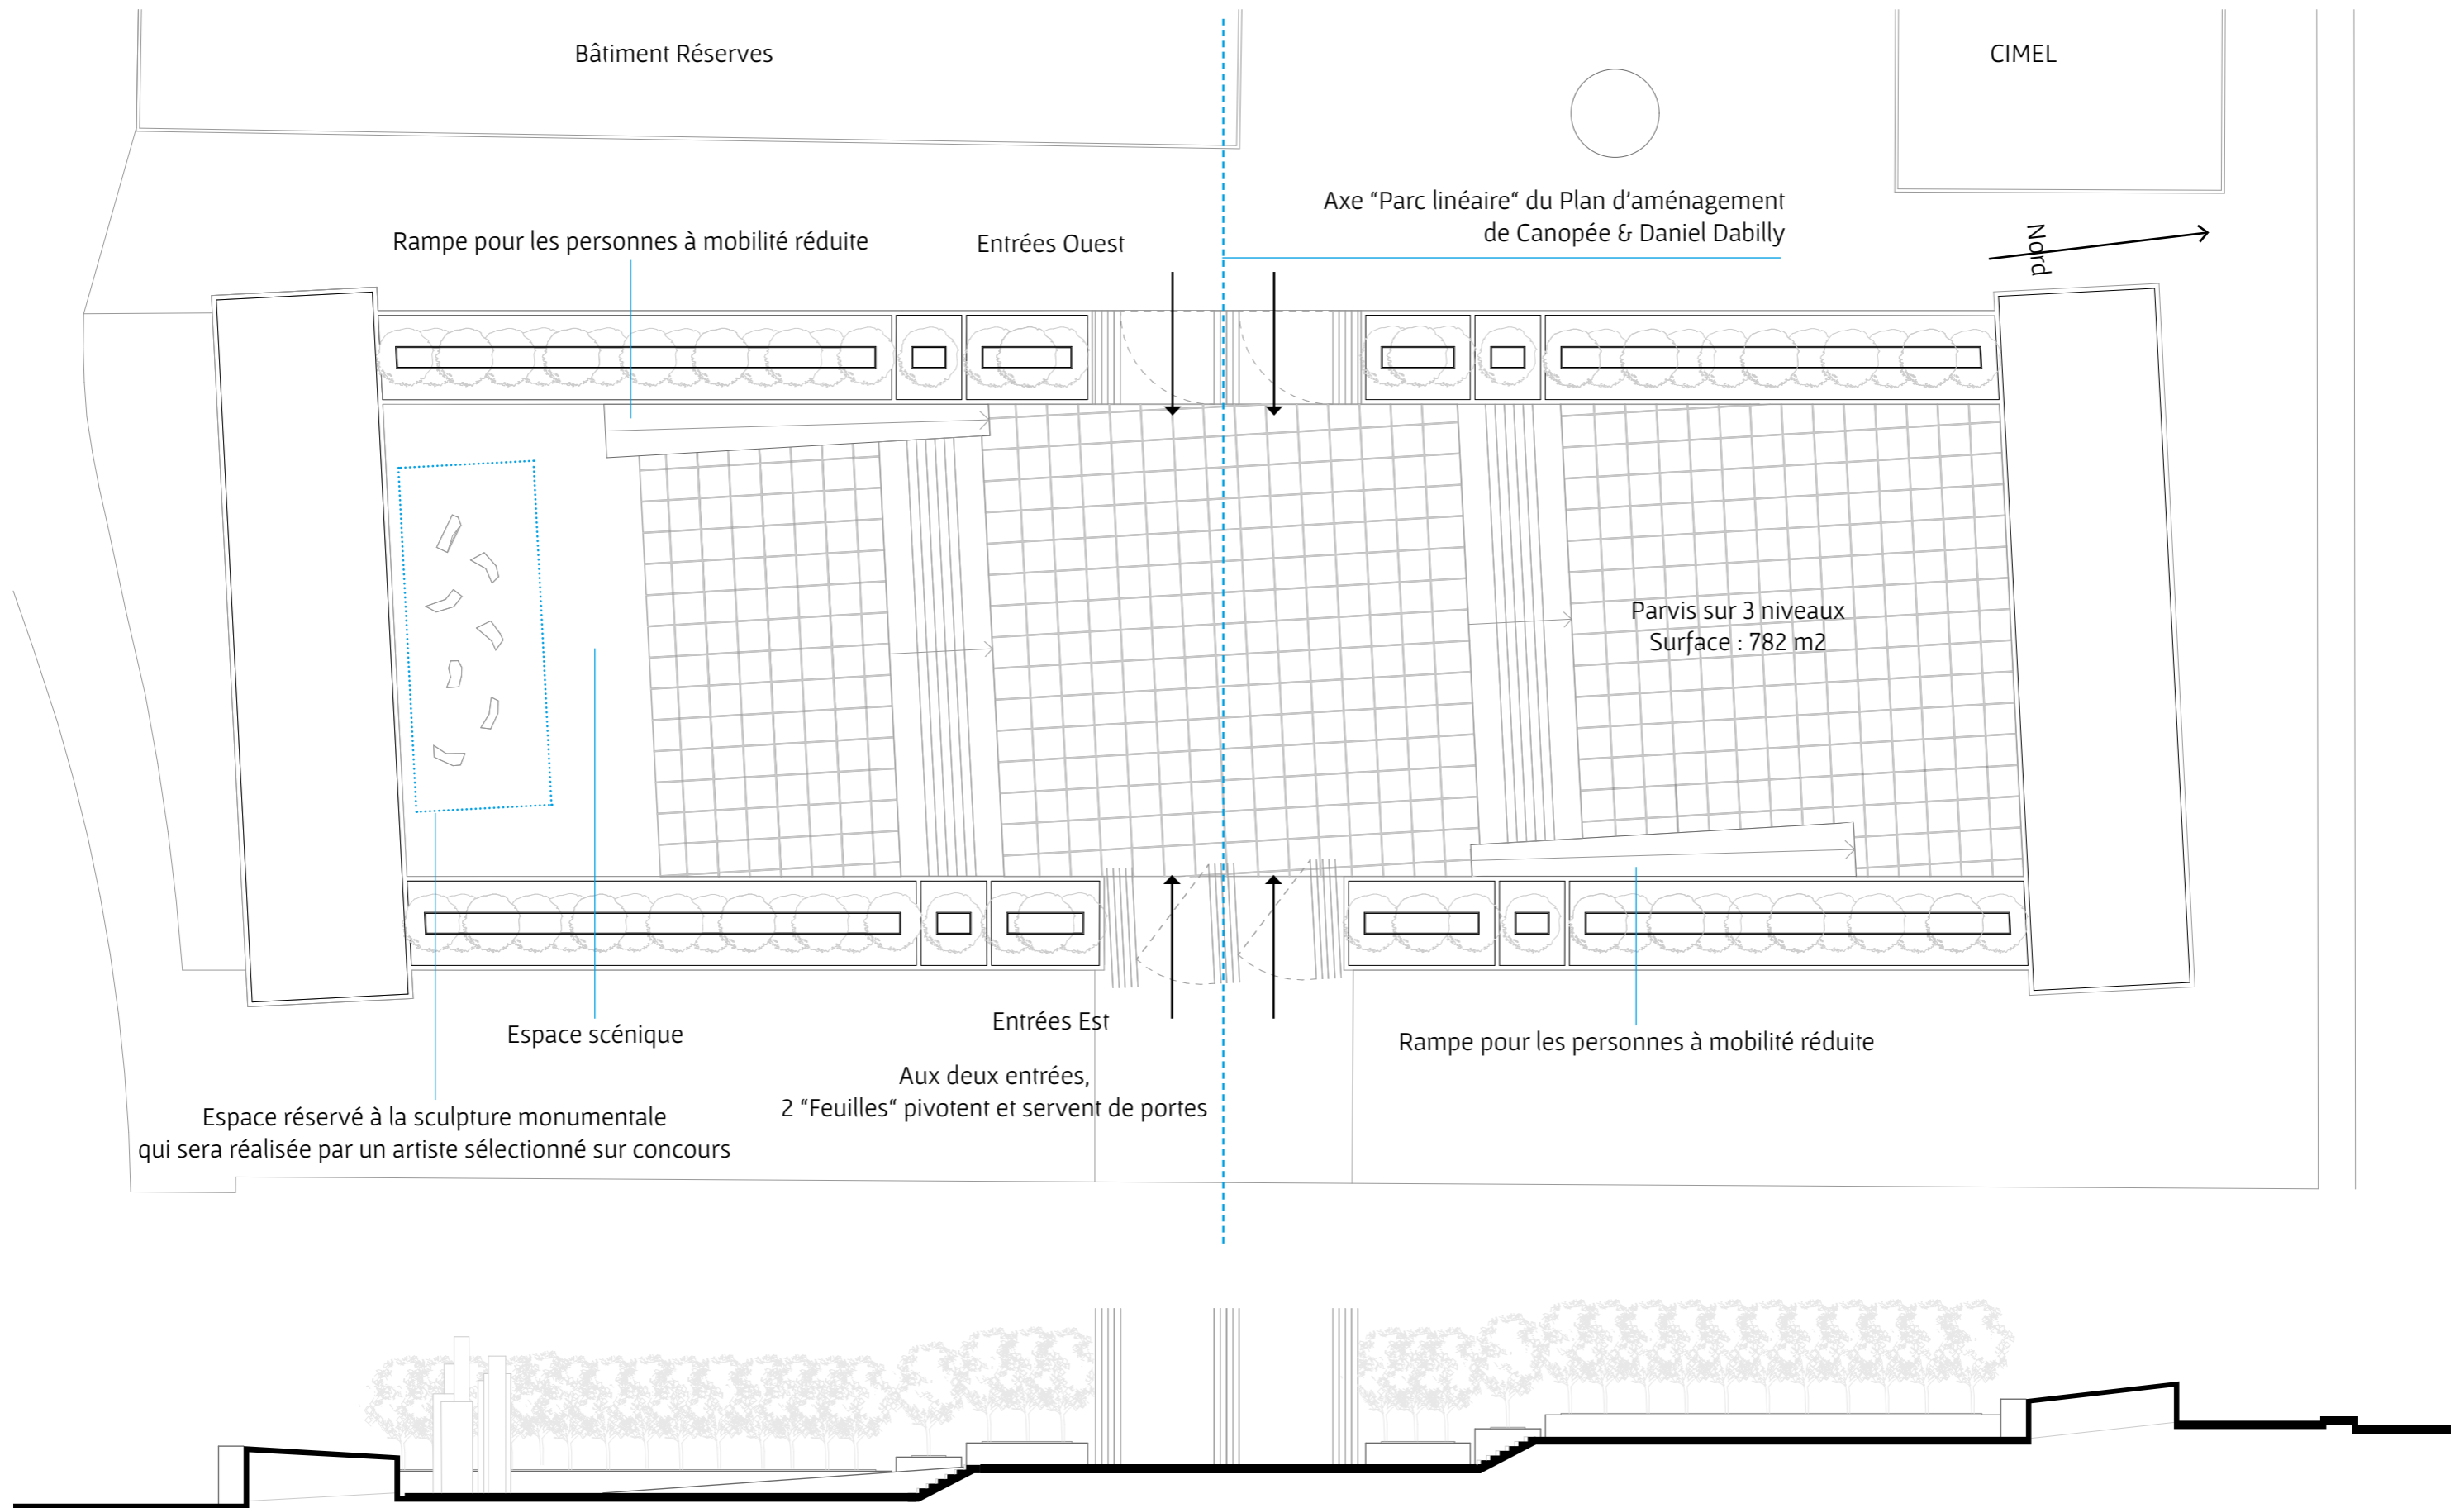 Bâtiment Réserves
CIMEL
Axe “Parc linéaire“ du Plan d’aménagement
de Canopée & Daniel Dabilly
Rampe pour les personnes à mobilité réduite
Entrées Ouest
Nord
Parvis sur 3 niveaux
Surface : 782 m2
Espace scénique
Entrées Est
Rampe pour les personnes à mobilité réduite
Aux deux entrées,
2 “Feuilles“ pivotent et servent de portes
Espace réservé à la sculpture monumentale
qui sera réalisée par un artiste sélectionné sur concours